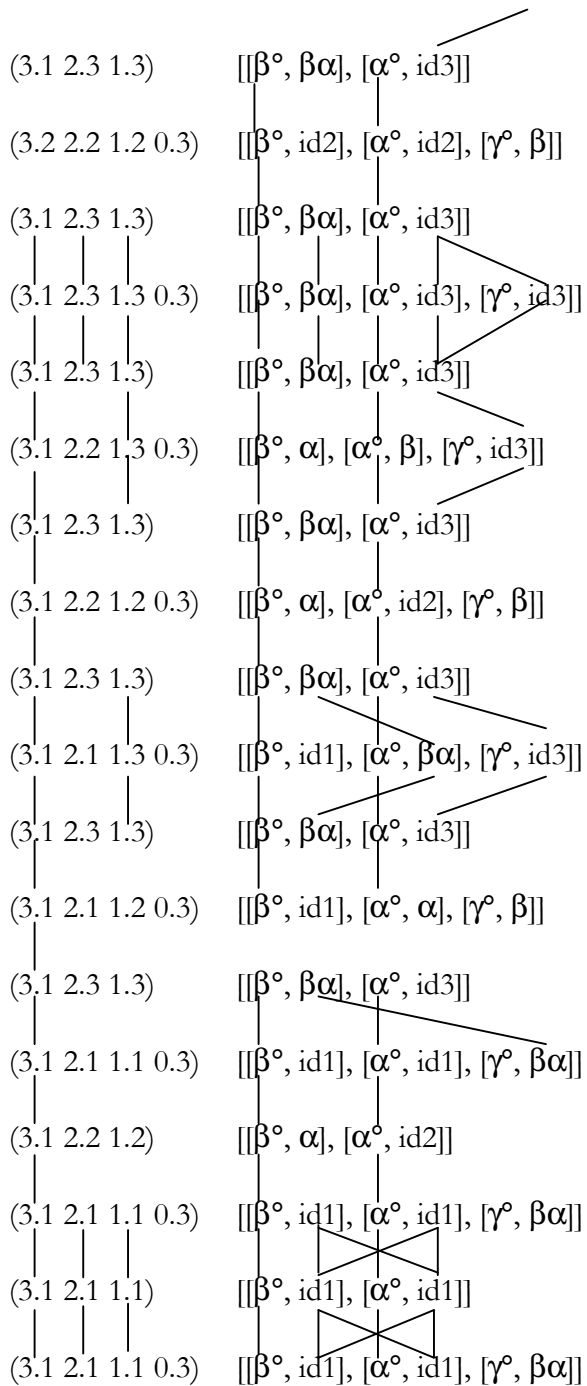 (3.1 2.3 1.3) [[β°, βα], [α°, id3]]
(3.2 2.2 1.2 0.3) [[β°, id2], [α°, id2], [γ°, β]]
(3.1 2.3 1.3) [[β°, βα], [α°, id3]]
(3.1 2.3 1.3 0.3) [[β°, βα], [α°, id3], [γ°, id3]]
(3.1 2.3 1.3) [[β°, βα], [α°, id3]]
(3.1 2.2 1.3 0.3) [[β°, α], [α°, β], [γ°, id3]]
(3.1 2.3 1.3) [[β°, βα], [α°, id3]]
(3.1 2.2 1.2 0.3) [[β°, α], [α°, id2], [γ°, β]]
(3.1 2.3 1.3) [[β°, βα], [α°, id3]]
(3.1 2.1 1.3 0.3) [[β°, id1], [α°, βα], [γ°, id3]]
(3.1 2.3 1.3) [[β°, βα], [α°, id3]]
(3.1 2.1 1.2 0.3) [[β°, id1], [α°, α], [γ°, β]]
(3.1 2.3 1.3) [[β°, βα], [α°, id3]]
(3.1 2.1 1.1 0.3) [[β°, id1], [α°, id1], [γ°, βα]]
(3.1 2.2 1.2) [[β°, α], [α°, id2]]
(3.1 2.1 1.1 0.3) [[β°, id1], [α°, id1], [γ°, βα]]
(3.1 2.1 1.1) [[β°, id1], [α°, id1]]
(3.1 2.1 1.1 0.3) [[β°, id1], [α°, id1], [γ°, βα]]